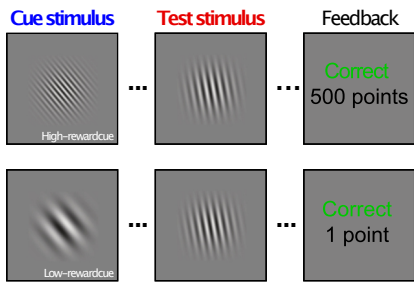 Cue stimulus Test stimulus Feedback
... ... Correct
500 points
High-rewardcue
... ... Correct
1 point
Low-rewardcue